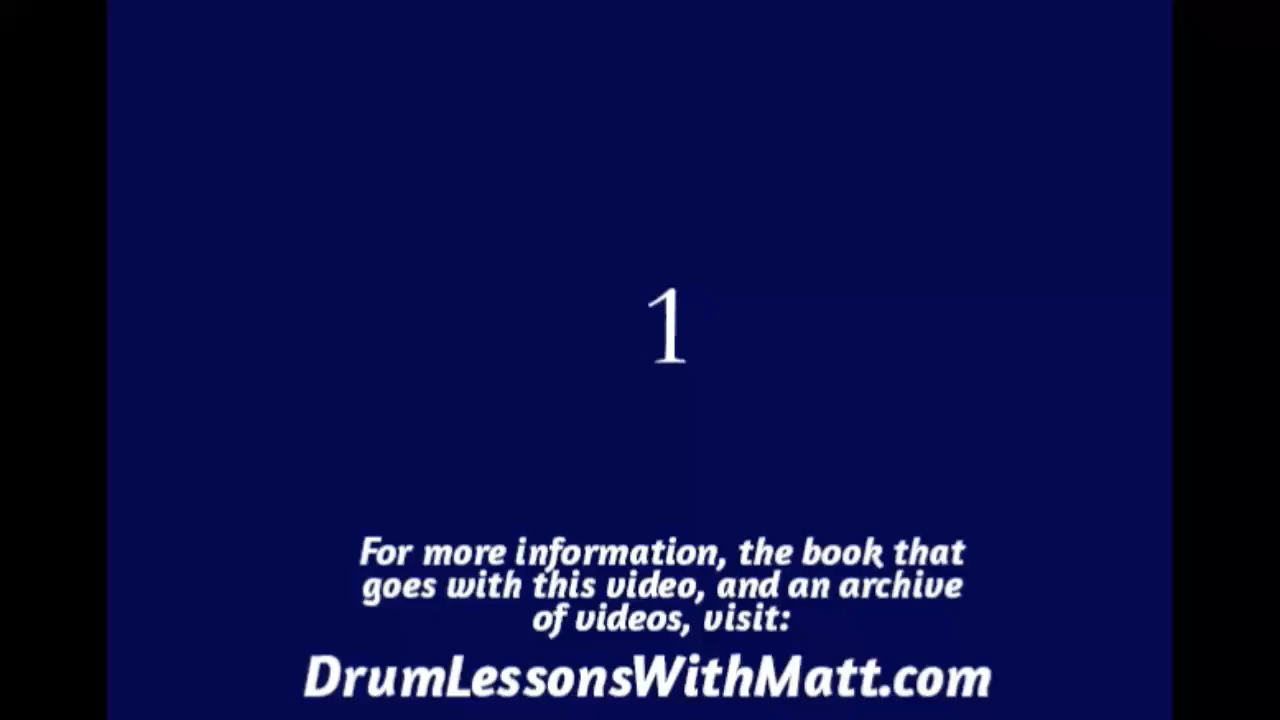 1
For more information, the book that
goes with this video, and an archive
of videos, visit:
DrumLessonsWithMatt.com